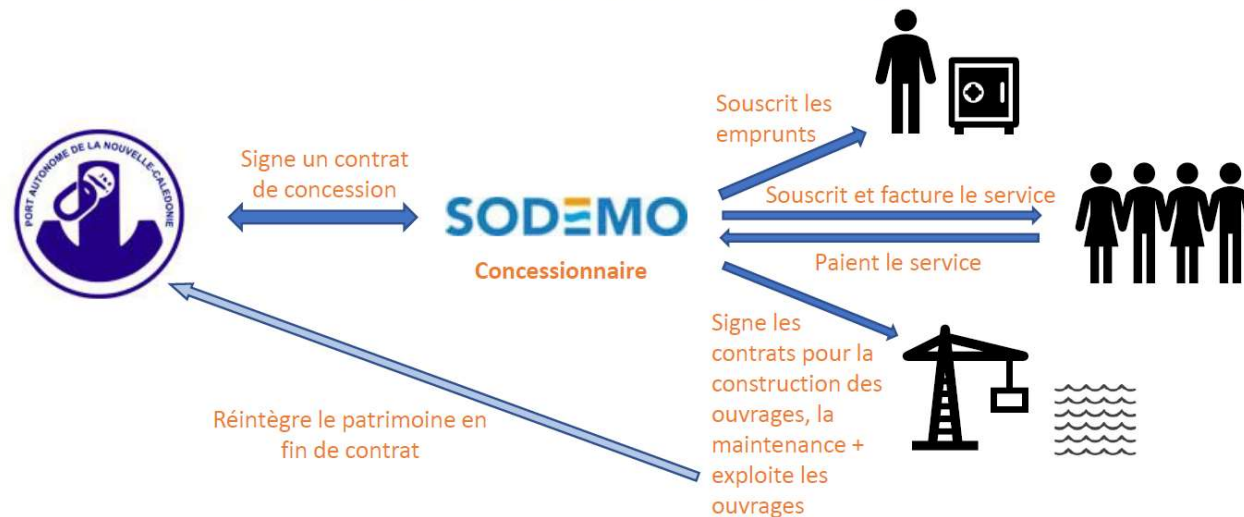 PORT AUTONOME DE LA NOUVELLE-CALEDONIE
Signe un contrat
de concession
SODEMO
Concessionnaire
Souscrit les
emprunts
Souscrit et facture le service
Paient le service
Signe les
contrats pour la
construction des
ouvrages, la
maintenance +
exploite les
ouvrages
Réintègre le patrimoine en
fin de contrat